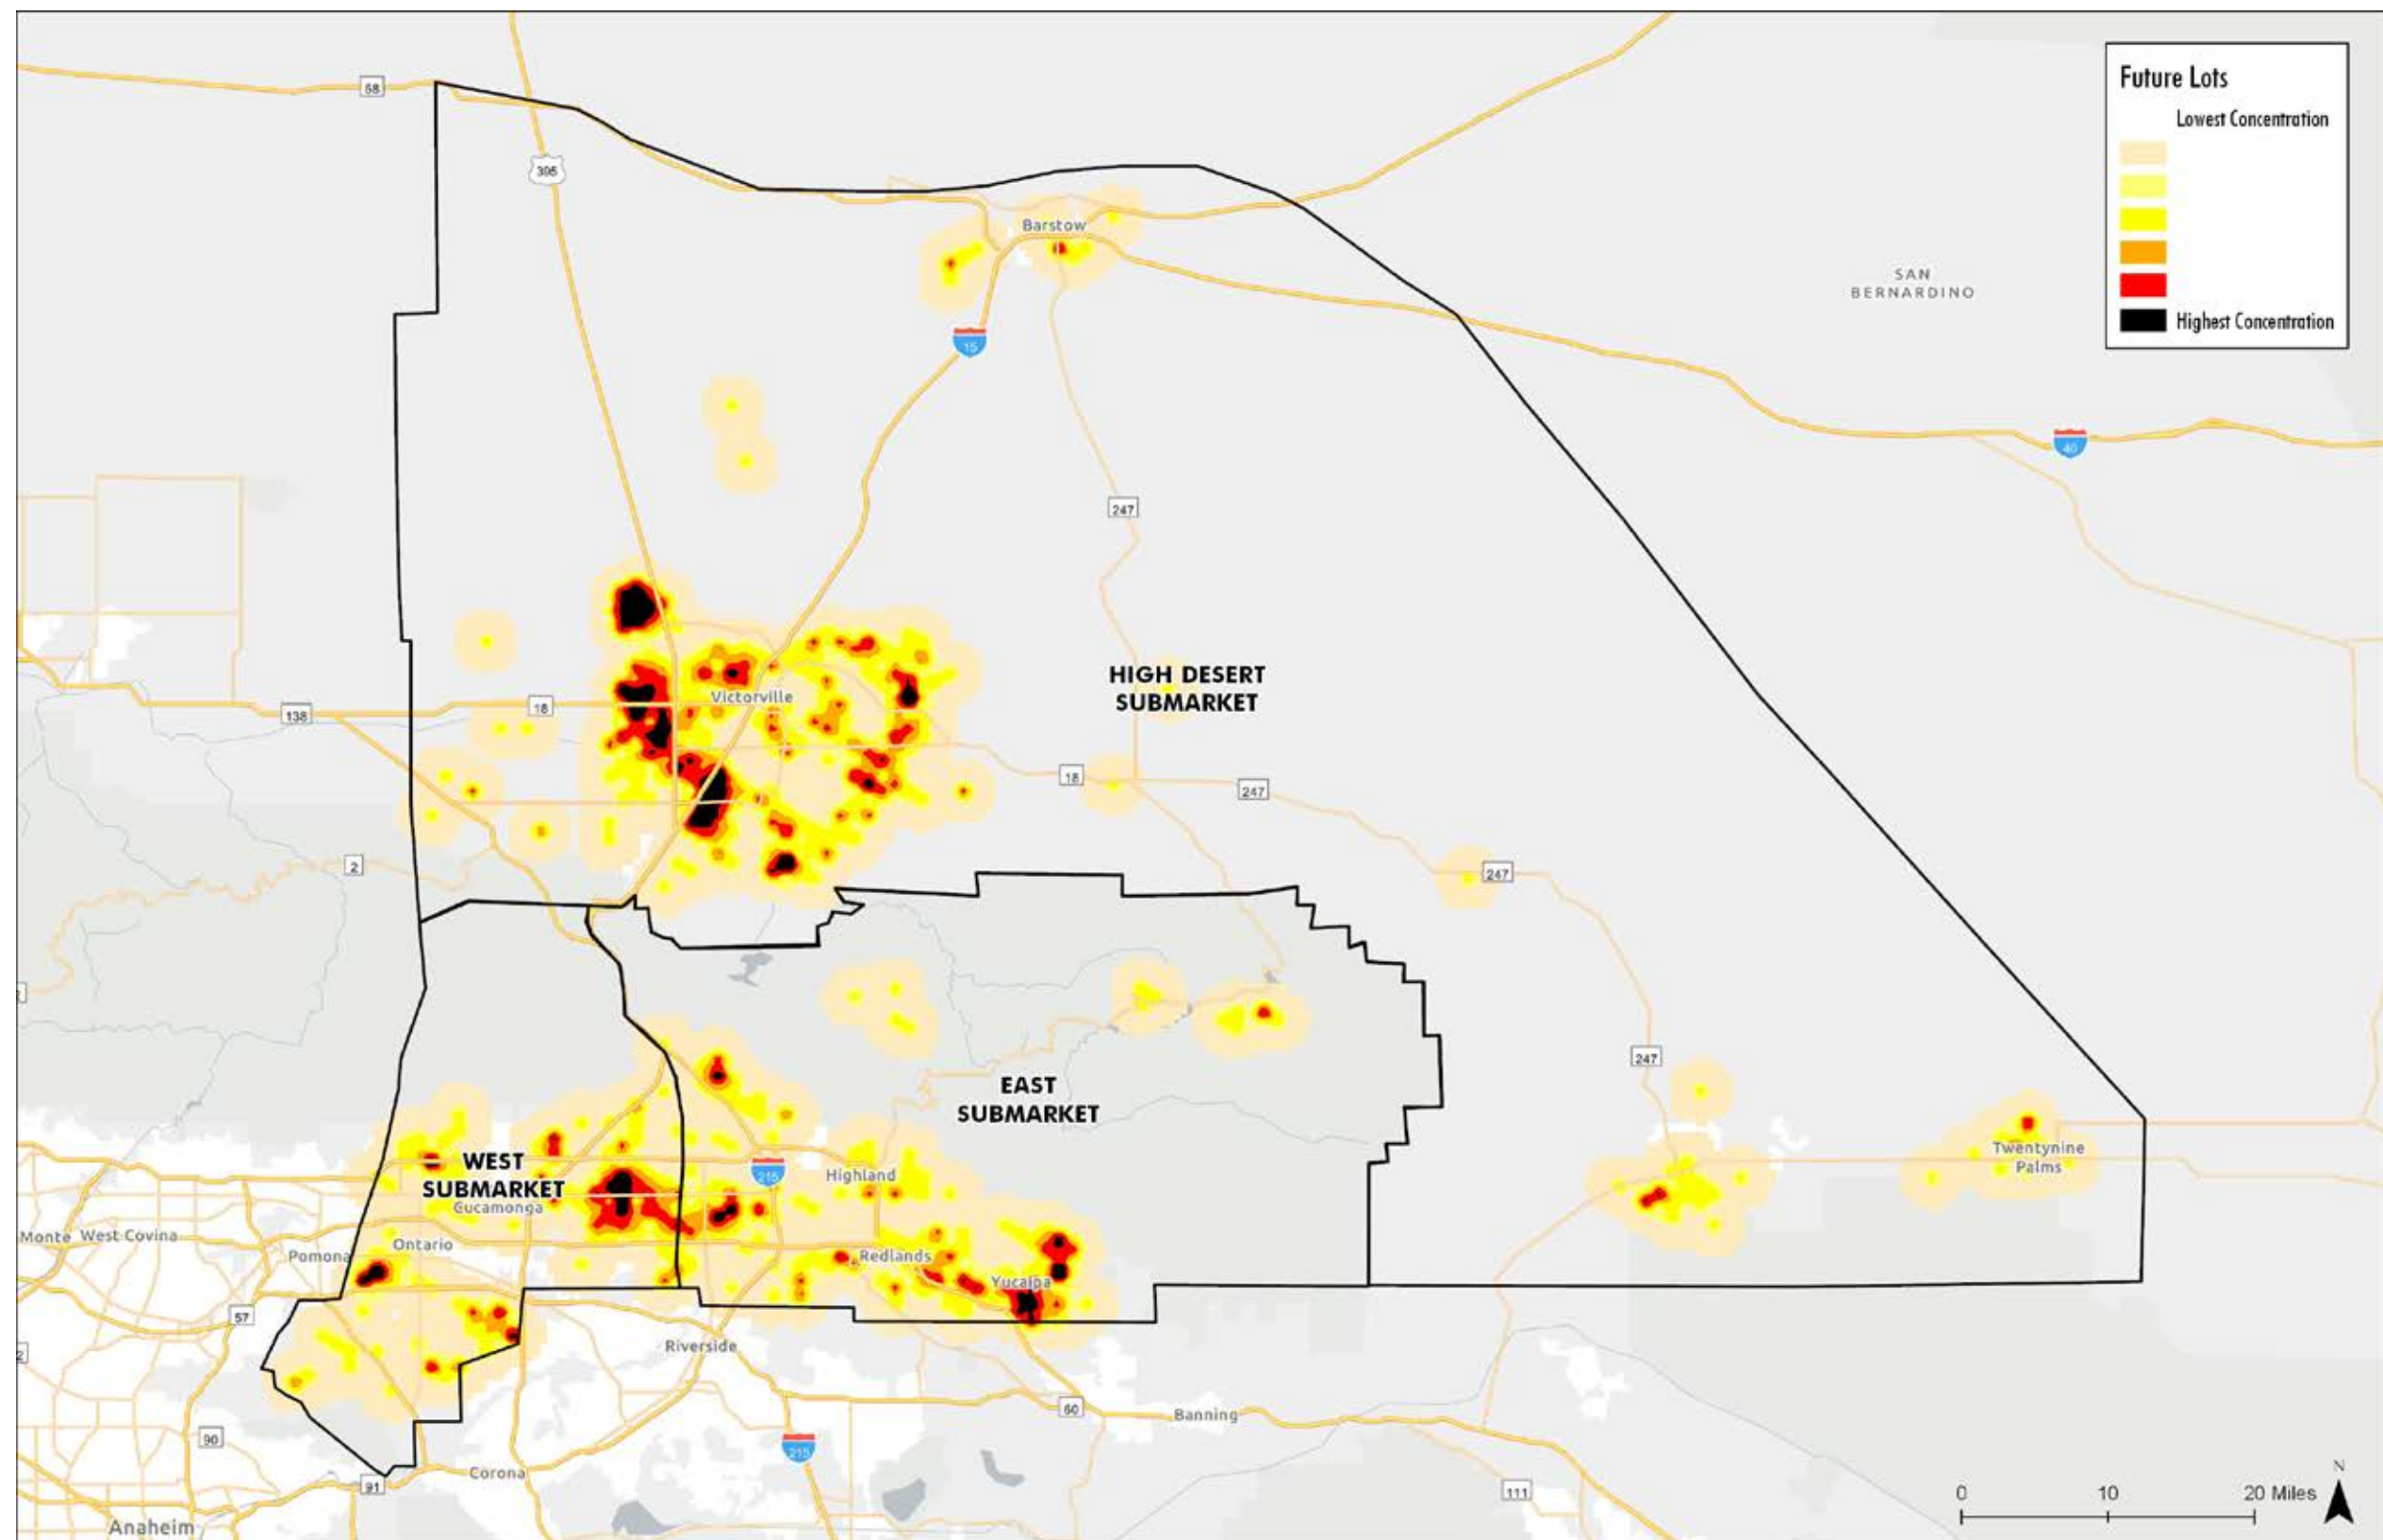 Future Lots
Lowest Concentration
Highest Concentration
58
395
Barstow
SAN
BERNARDINO
15
40
247
HIGH DESERT
SUBMARKET
Victorville
18
138
18
247
2
247
247
EAST
SUBMARKET
WEST
SUBMARKET
Cucamonga
215
Highland
Twentynine
Palms
Monte
West Covina
Pomona
Ontario
Redlands
Yucaipa
57
Riverside
2
60
Banning
90
215
Corona
91
111
Anaheim
N
0
10
20 Miles